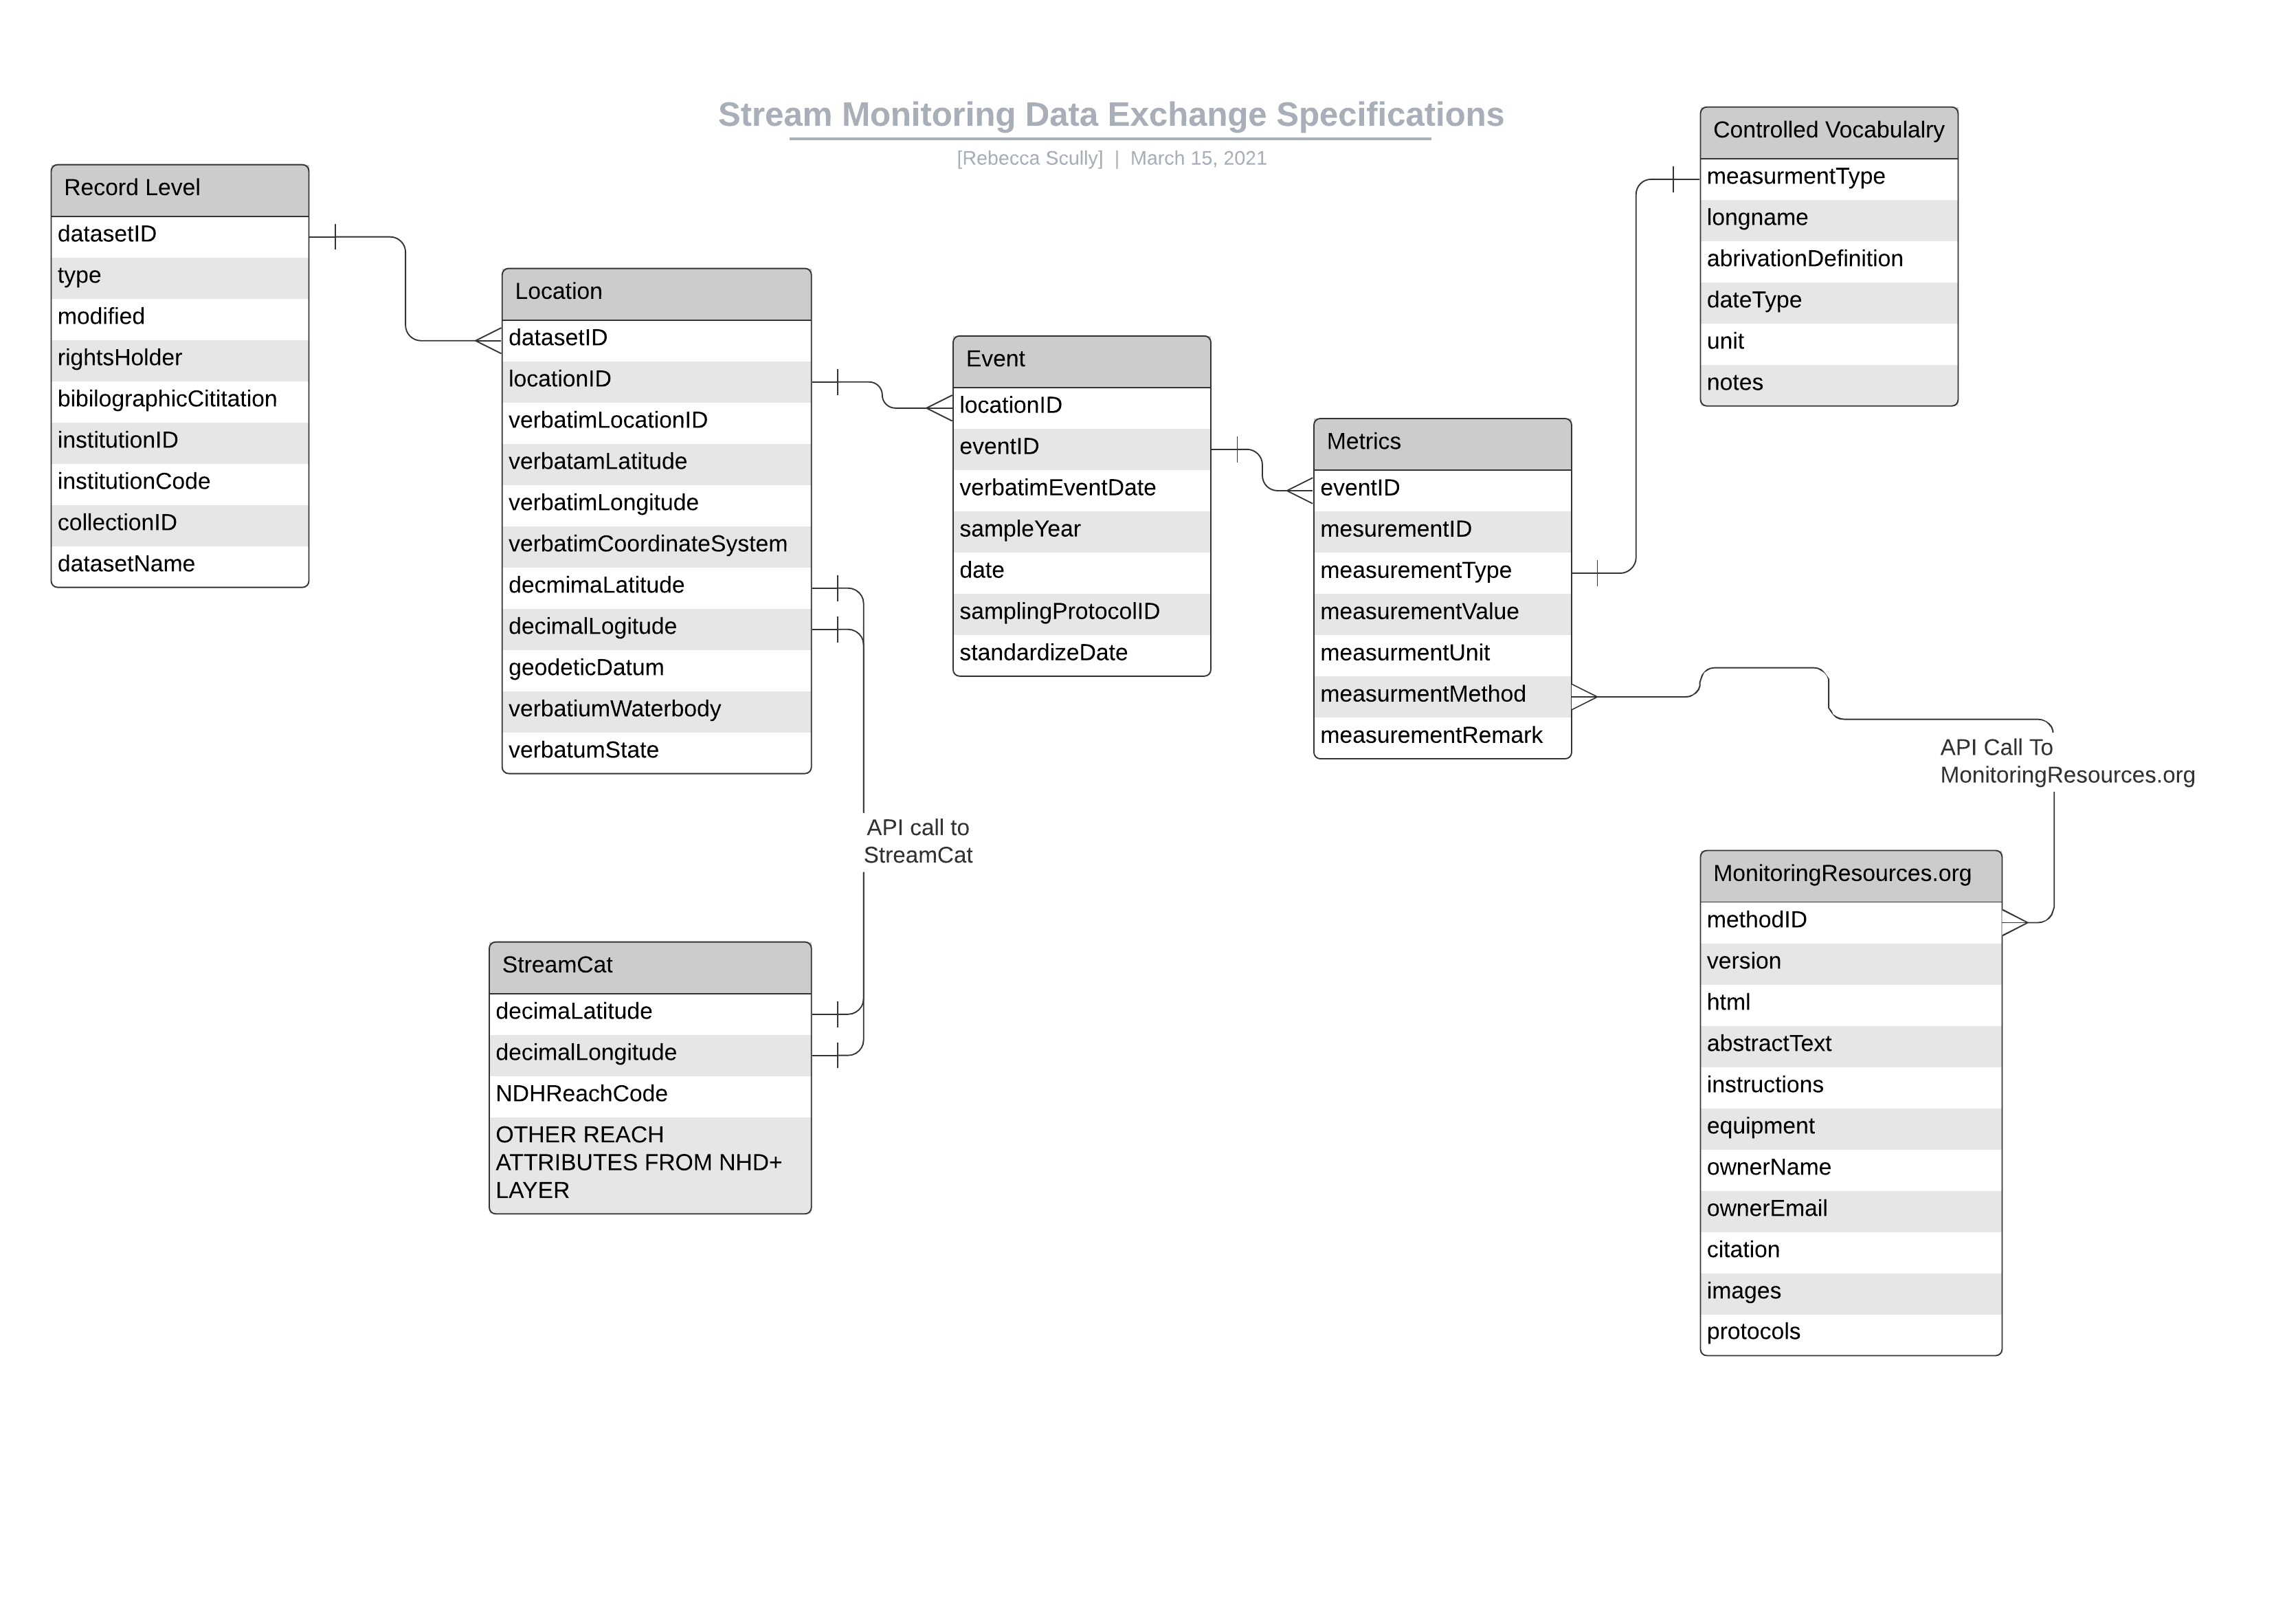 Stream Monitoring Data Exchange Specifications
[Rebecca Scully] | March 15, 2021
Record Level
datasetID
type
modified
rightsHolder
bibilographicCititation
institutionID
institutionCode
collectionID
datasetName
Location
datasetID
locationID
verbatimLocationID
verbatamLatitude
verbatimLongitude
verbatimCoordinateSystem
decmimaLatitude
decimalLogitude
geodeticDatum
verbatiumWaterbody
verbatumState
Event
locationID
eventID
verbatimEventDate
sampleYear
date
samplingProtocolID
standardizeDate
Metrics
eventID
mesurementID
measurementType
measurementValue
measurmentUnit
measurmentMethod
measurementRemark
Controlled Vocabulalry
measurmentType
longname
abrivationDefinition
dateType
unit
notes
API call to
StreamCat
API Call To
MonitoringResources.org
StreamCat
decimaLatitude
decimalLongitude
NDHReachCode
OTHER REACH
ATTRIBUTES FROM NHD+
LAYER
MonitoringResources.org
methodID
version
html
abstractText
instructions
equipment
ownerName
ownerEmail
citation
images
protocols